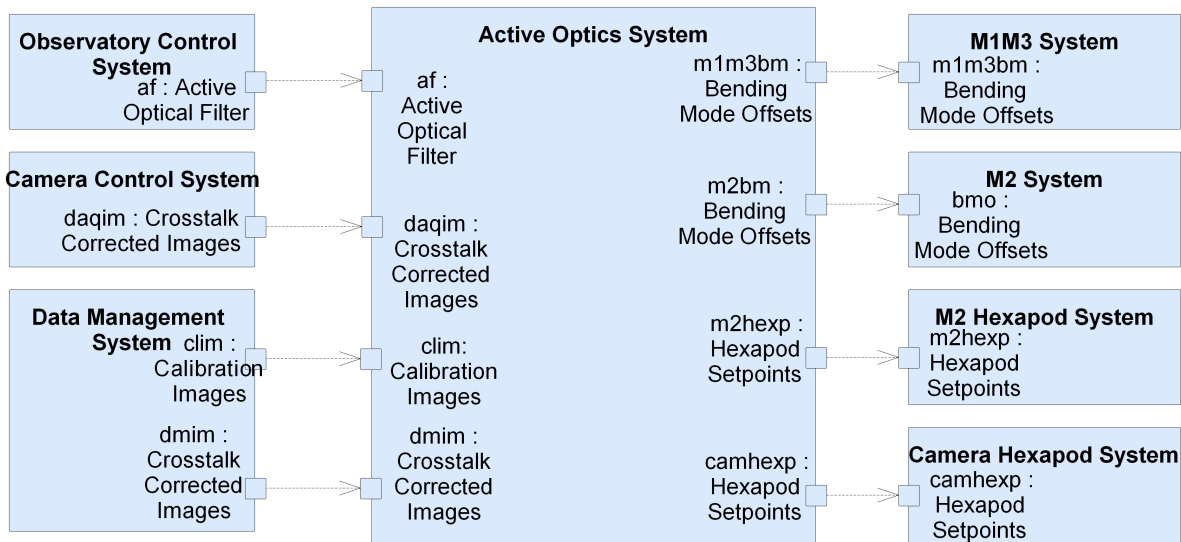 Observatory Control
System
af : Active
Optical Filter
Camera Control System
daqim : Crosstalk
Corrected Images
Data Management
System
clim :
Calibration
Images
dmim :
Crosstalk
Corrected
Images
Active Optics System
af :
Active
Optical
Filter
daqim :
Crosstalk
Corrected
Images
clim:
Calibration
Images
dmim :
Crosstalk
Corrected
Images
m1m3bm :
Bending
Mode Offsets
m2bm :
Bending
Mode Offsets
m2hexp :
Hexapod
Setpoints
camhexp :
Hexapod
Setpoints
M1M3 System
m1m3bm :
Bending
Mode Offsets
M2 System
bmo :
Bending
Mode Offsets
M2 Hexapod System
m2hexp :
Hexapod
Setpoints
Camera Hexapod System
camhexp :
Hexapod
Setpoints